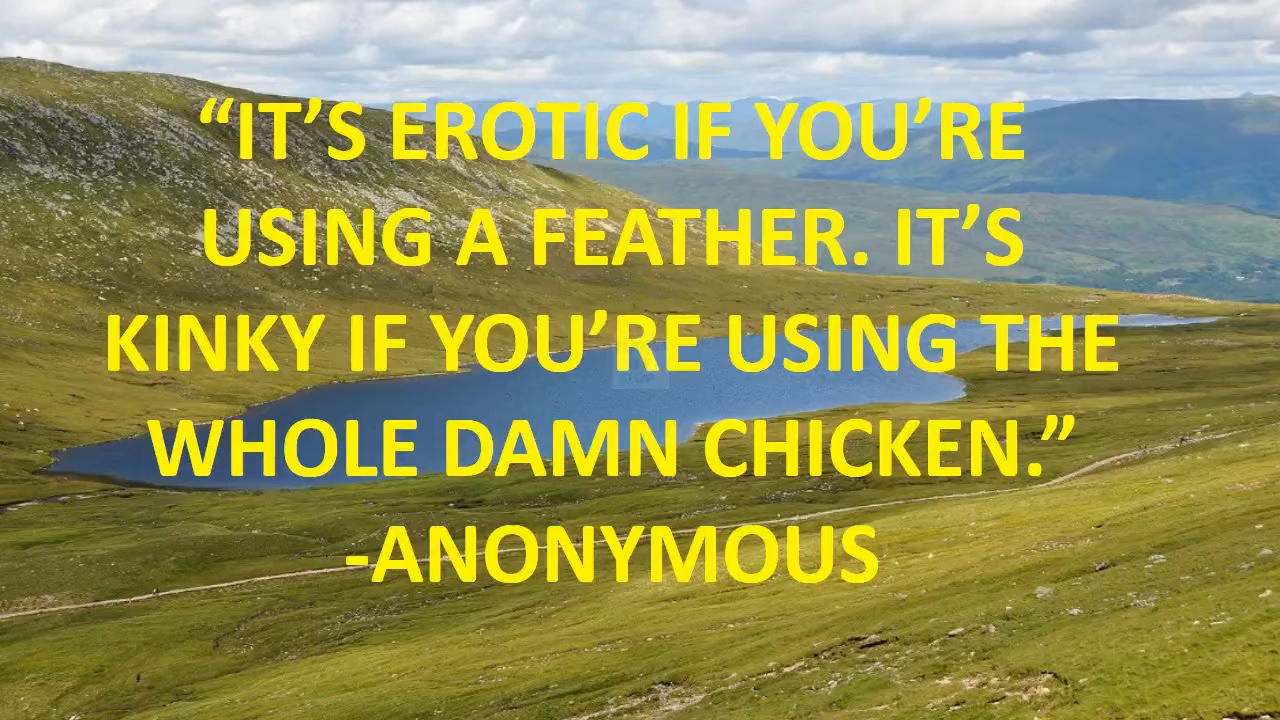 “IT’S EROTIC IF YOU’RE
USING A FEATHER. IT’S
KINKY IF YOU’RE USING THE
WHOLE DAMN CHICKEN.”
-ANONYMOUS